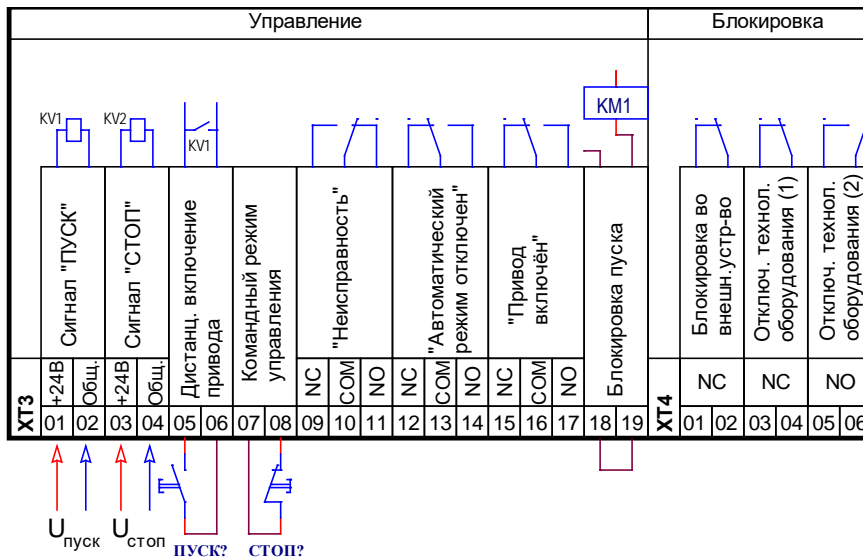 Управление
Блокировка
KV1
KV2
KV1
KM1
Сигнал "ПУСК"
Сигнал "СТОП"
Дистанц. включение
привода
Командный режим
управления
"Неисправность"
"Автоматический
режим отключен"
"Привод
включён"
Блокировка пуска
Блокировка во
внешн.устр-во
Отключ. технол.
оборудования (1)
Отключ. технол.
оборудования (2)
XT3
+24В
Общ.
+24В
Общ.
NC
COM
NO
NC
COM
NO
NC
COM
NO
XT4
NC
NC
NO
01 02 03 04 05 06 07 08 09 10 11 12 13 14 15 16 17 18 19 01 02 03 04 05 06
Uпуск
Uстоп
ПУСК?
СТОП?